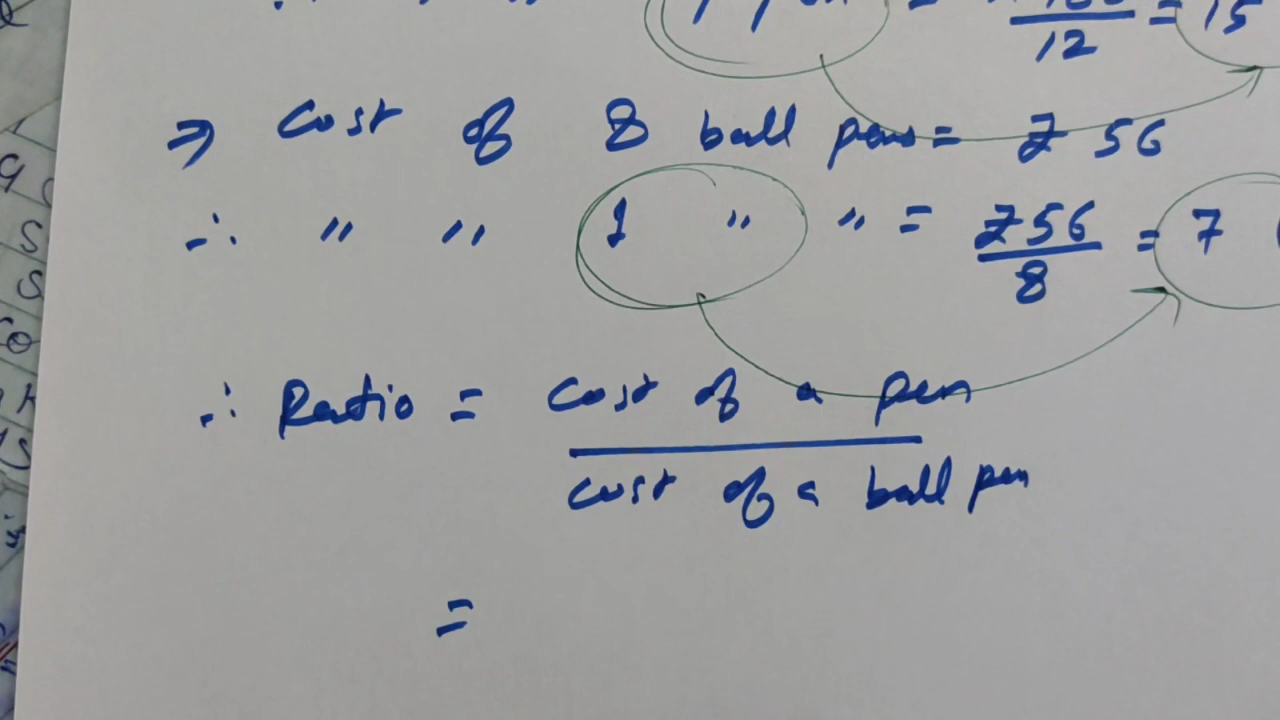 12 = 15
⇒ Cost of 8 ball pens = ₹ 56
∴ " " 1 " " = ₹56/8 = 7
∴ Ratio = cost of a pen / cost of a ball pen
=